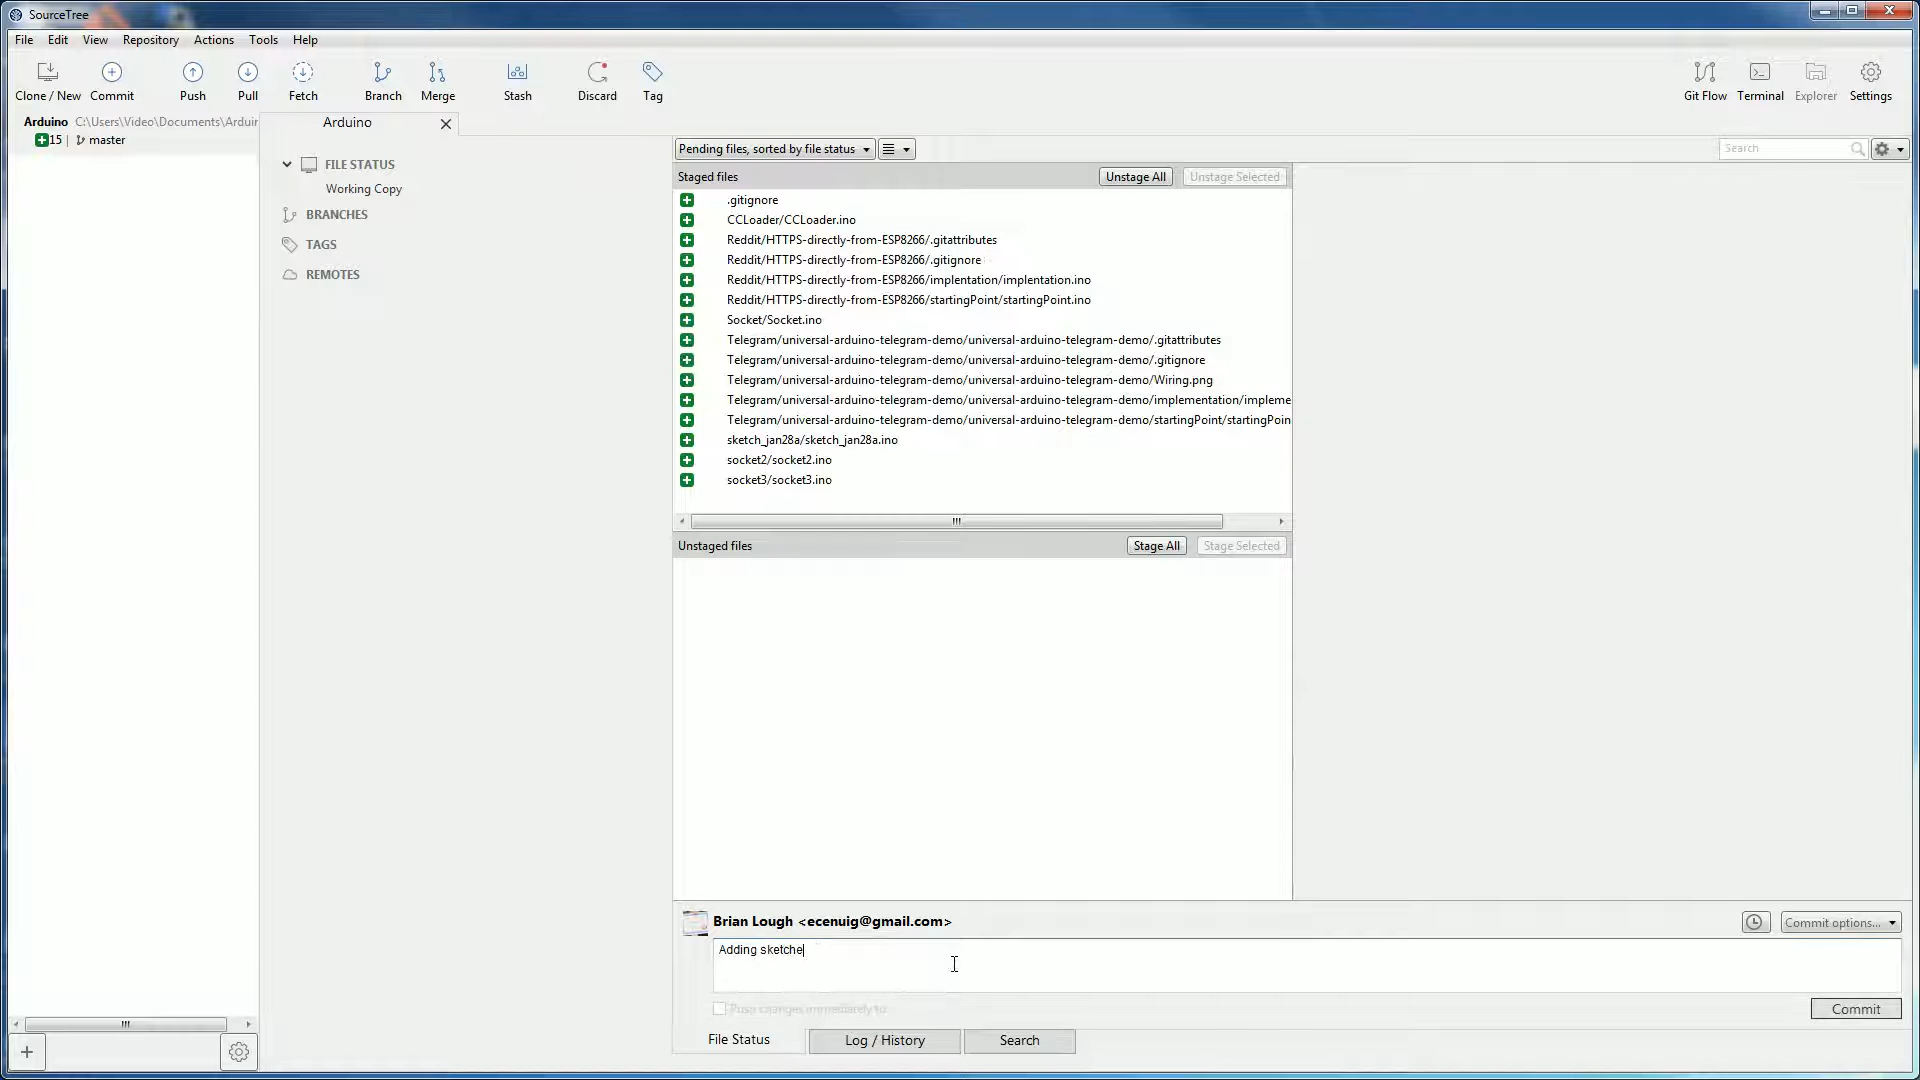 SourceTree
File Edit View Repository Actions Tools Help
Clone / New Commit Push Pull Fetch Branch Merge Stash Discard Tag Git Flow Terminal Explorer Settings
Arduino C:\Users\Video\Documents\Arduir
15 master
Arduino
FILE STATUS
Working Copy
BRANCHES
TAGS
REMOTES
Pending files, sorted by file status
Search
Staged files Unstage All Unstage Selected
.gitignore
CCLoader/CCLoader.ino
Reddit/HTTPS-directly-from-ESP8266/.gitattributes
Reddit/HTTPS-directly-from-ESP8266/.gitignore
Reddit/HTTPS-directly-from-ESP8266/implentation/implentation.ino
Reddit/HTTPS-directly-from-ESP8266/startingPoint/startingPoint.ino
Socket/Socket.ino
Telegram/universal-arduino-telegram-demo/universal-arduino-telegram-demo/.gitattributes
Telegram/universal-arduino-telegram-demo/universal-arduino-telegram-demo/.gitignore
Telegram/universal-arduino-telegram-demo/universal-arduino-telegram-demo/Wiring.png
Telegram/universal-arduino-telegram-demo/universal-arduino-telegram-demo/implementation/impleme
Telegram/universal-arduino-telegram-demo/universal-arduino-telegram-demo/startingPoint/startingPoin
sketch_jan28a/sketch_jan28a.ino
socket2/socket2.ino
socket3/socket3.ino
Unstaged files Stage All Stage Selected
Brian Lough <ecenuig@gmail.com>
Commit options...
Adding sketche
Push changes immediately to
Commit
File Status Log / History Search